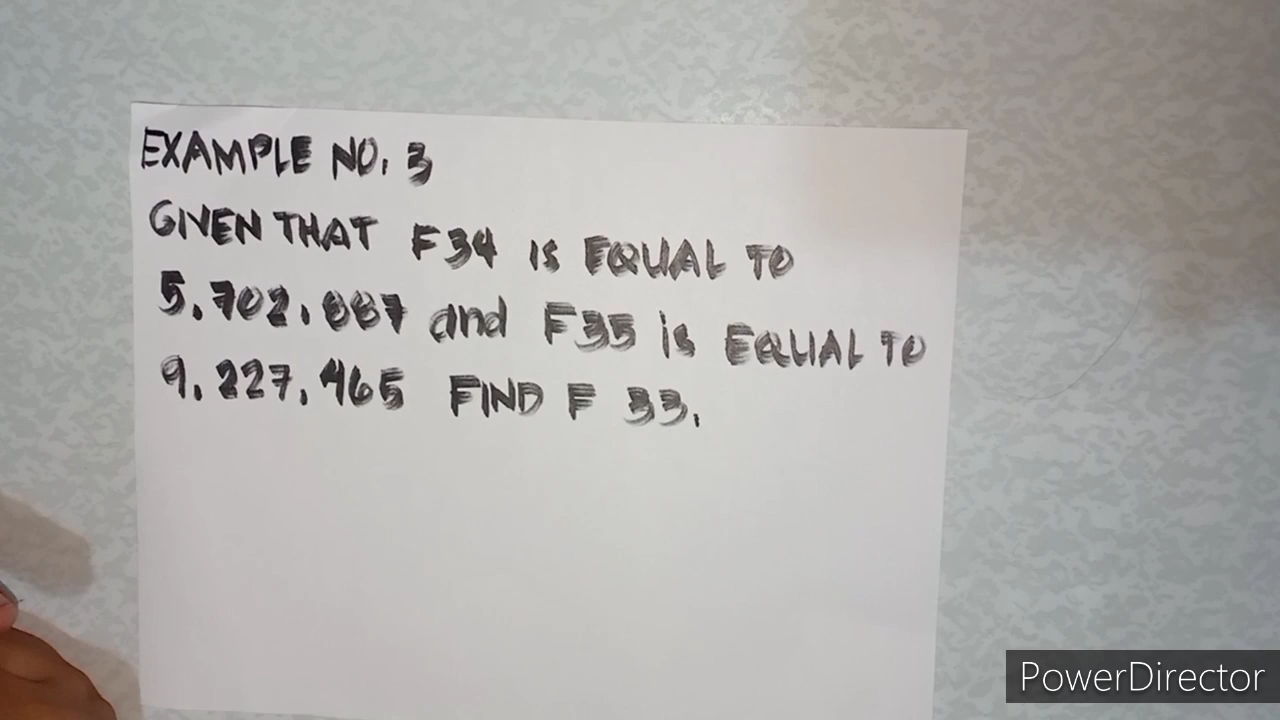 EXAMPLE NO. 3
GIVEN THAT F34 IS EQUAL TO
5,702,887 and F35 is EQUAL TO
9,227,465 FIND F 33.
PowerDirector